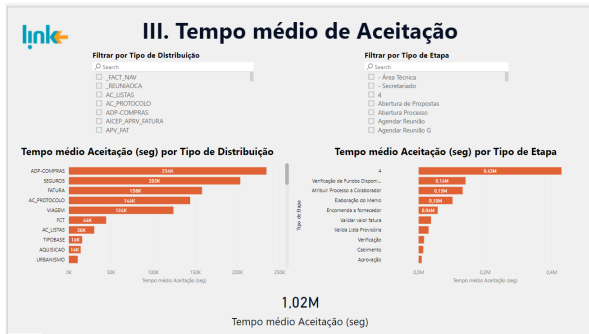 link
III. Tempo médio de Aceitação
Filtrar por Tipo de Distribuição
Search
_FACT_NAV
_REUNIAOCA
AC_LISTAS
AC_PROTOCOLO
ADP-COMPRAS
AICEP_APRV_FATURA
APV_FAT
Filtrar por Tipo de Etapa
Search
- Área Técnica
- Secretariado
4
Abertura de Propostas
Abertura Processo
Agendar Reunião
Agendar Reunião G
Tempo médio Aceitação (seg) por Tipo de Distribuição
ADP-COMPRAS 234K
SEGUROS 203K
FATURA 158K
AC_PROTOCOLO 144K
VIAGEM 124K
FCT 44K
AC_LISTAS 30K
TIPOBASE 16K
AQUISICAO 14K
URBANISMO
0K 50K 100K 150K 200K 250K
Tempo médio Aceitação (seg)
Tempo médio Aceitação (seg) por Tipo de Etapa
Tipo de Etapa
4 0,43M
Verificação de Fundos Disponí... 0,14M
Atribuir Processo a Colaborador 0,13M
Elaboração do Memo 0,10M
Encomenda a fornecedor 0,06M
Validar valor fatura
Valida Lista Provisória
Verificação
Cabimento
Aprovação
0,0M 0,2M 0,4M
Tempo médio Aceitação (seg)
1,02M
Tempo médio Aceitação (seg)